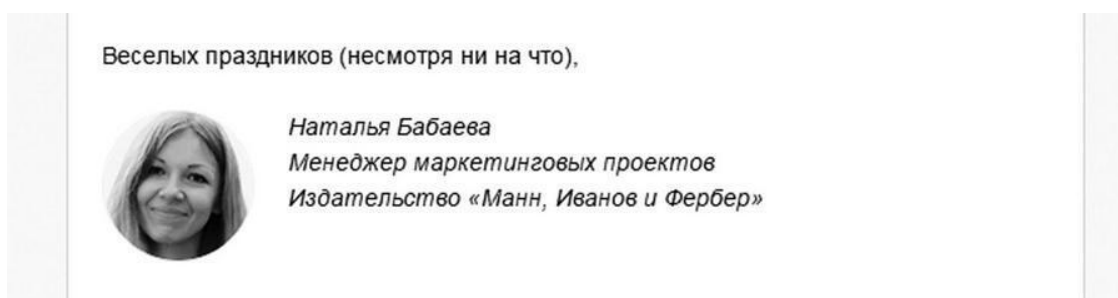 Веселых праздников (несмотря ни на что),
Наталья Бабаева
Менеджер маркетинговых проектов
Издательство «Манн, Иванов и Фербер»